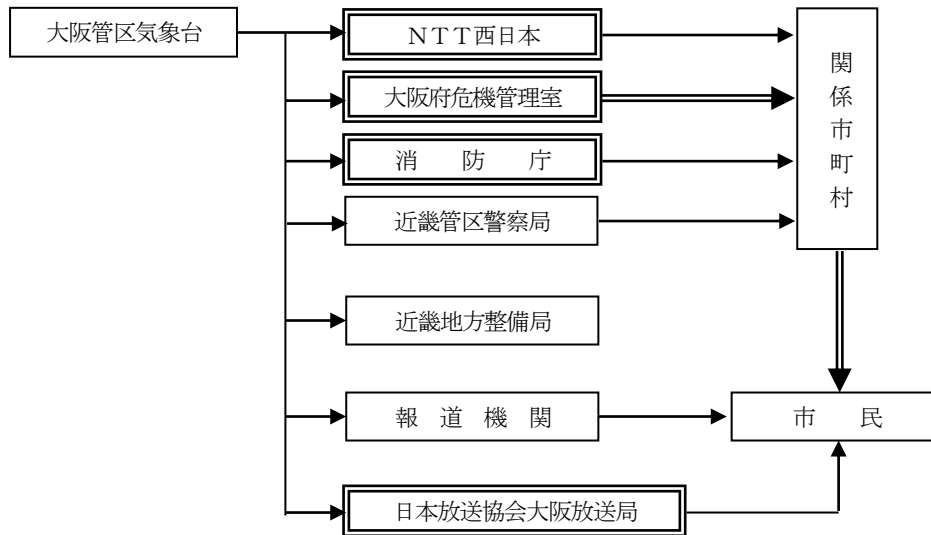 大阪管区気象台
ＮＴＴ西日本
大阪府危機管理室
消　防　庁
近畿管区警察局
近畿地方整備局
報　道　機　関
日本放送協会大阪放送局
関係市町村
市　民